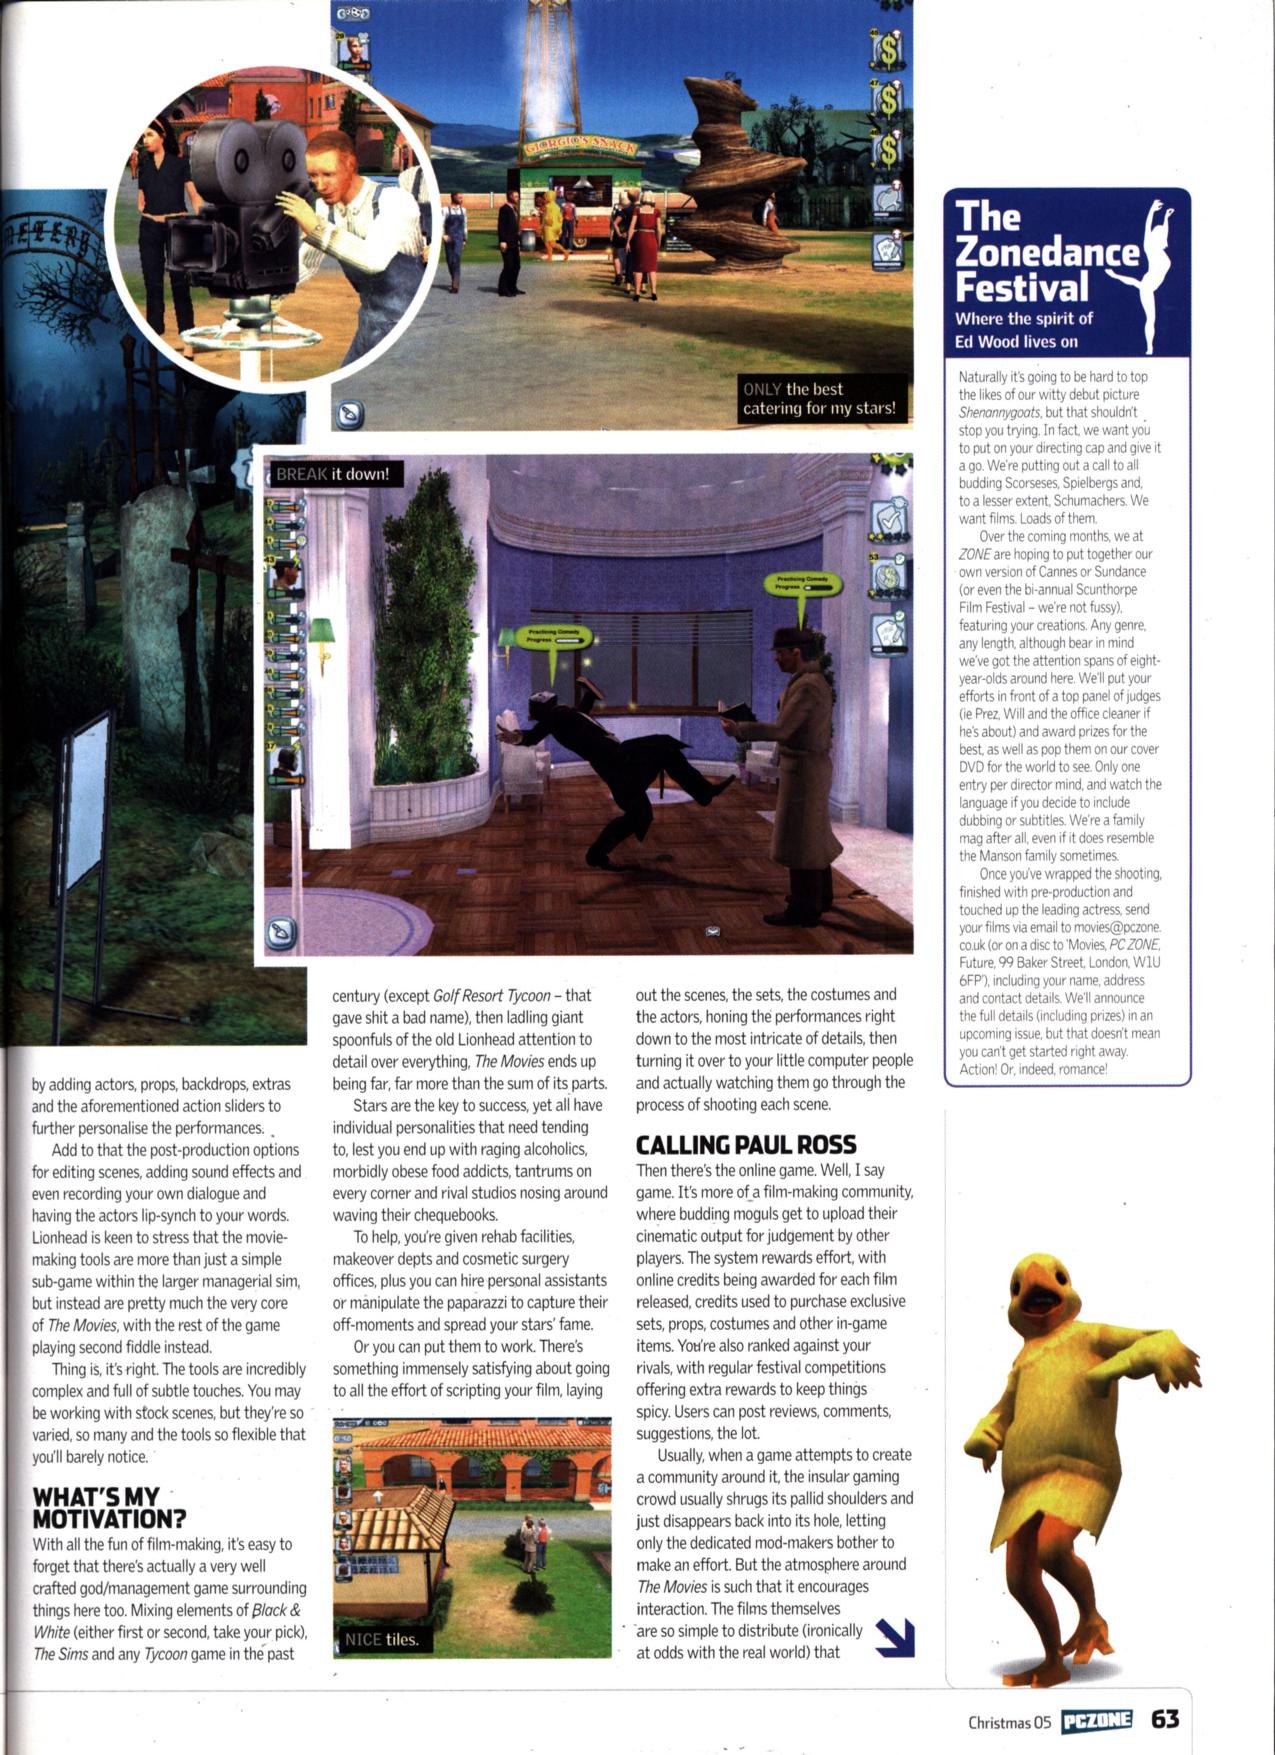 GIORGIO'S SNACK
ONLY the best
catering for my stars!
BREAK it down!
Practicing Comedy
Progress
Practicing Comedy
Progress
by adding actors, props, backdrops, extras
and the aforementioned action sliders to
further personalise the performances.
Add to that the post-production options
for editing scenes, adding sound effects and
even recording your own dialogue and
having the actors lip-synch to your words.
Lionhead is keen to stress that the movie-
making tools are more than just a simple
sub-game within the larger managerial sim,
but instead are pretty much the very core
of The Movies, with the rest of the game
playing second fiddle instead.
Thing is, it's right. The tools are incredibly
complex and full of subtle touches. You may
be working with stock scenes, but they're so
varied, so many and the tools so flexible that
you'll barely notice.
WHAT'S MY
MOTIVATION?
With all the fun of film-making, it's easy to
forget that there's actually a very well
crafted god/management game surrounding
things here too. Mixing elements of Black &
White (either first or second, take your pick),
The Sims and any Tycoon game in the past
century (except Golf Resort Tycoon – that
gave shit a bad name), then ladling giant
spoonfuls of the old Lionhead attention to
detail over everything, The Movies ends up
being far, far more than the sum of its parts.
Stars are the key to success, yet all have
individual personalities that need tending
to, lest you end up with raging alcoholics,
morbidly obese food addicts, tantrums on
every corner and rival studios nosing around
waving their chequebooks.
To help, you're given rehab facilities,
makeover depts and cosmetic surgery
offices, plus you can hire personal assistants
or manipulate the paparazzi to capture their
off-moments and spread your stars' fame.
Or you can put them to work. There's
something immensely satisfying about going
to all the effort of scripting your film, laying
NICE tiles.
out the scenes, the sets, the costumes and
the actors, honing the performances right
down to the most intricate of details, then
turning it over to your little computer people
and actually watching them go through the
process of shooting each scene.
CALLING PAUL ROSS
Then there's the online game. Well, I say
game. It's more of a film-making community,
where budding moguls get to upload their
cinematic output for judgement by other
players. The system rewards effort, with
online credits being awarded for each film
released, credits used to purchase exclusive
sets, props, costumes and other in-game
items. You're also ranked against your
rivals, with regular festival competitions
offering extra rewards to keep things
spicy. Users can post reviews, comments,
suggestions, the lot.
Usually, when a game attempts to create
a community around it, the insular gaming
crowd usually shrugs its pallid shoulders and
just disappears back into its hole, letting
only the dedicated mod-makers bother to
make an effort. But the atmosphere around
The Movies is such that it encourages
interaction. The films themselves
are so simple to distribute (ironically
at odds with the real world) that
The
Zonedance
Festival
Where the spirit of
Ed Wood lives on
Naturally it's going to be hard to top
the likes of our witty debut picture
Shenannygoats, but that shouldn't
stop you trying. In fact, we want you
to put on your directing cap and give it
a go. We're putting out a call to all
budding Scorseses, Spielbergs and,
to a lesser extent, Schumachers. We
want films. Loads of them.
Over the coming months, we at
ZONE are hoping to put together our
own version of Cannes or Sundance
(or even the bi-annual Scunthorpe
Film Festival – we're not fussy),
featuring your creations. Any genre,
any length, although bear in mind
we've got the attention spans of eight-
year-olds around here. We'll put your
efforts in front of a top panel of judges
(ie Prez, Will and the office cleaner if
he's about) and award prizes for the
best, as well as pop them on our cover
DVD for the world to see. Only one
entry per director mind, and watch the
language if you decide to include
dubbing or subtitles. We're a family
mag after all, even if it does resemble
the Manson family sometimes.
Once you've wrapped the shooting,
finished with pre-production and
touched up the leading actress, send
your films via email to movies@pczone.
co.uk (or on a disc to 'Movies, PC ZONE,
Future, 99 Baker Street, London, W1U
6FP'), including your name, address
and contact details. We'll announce
the full details (including prizes) in an
upcoming issue, but that doesn't mean
you can't get started right away.
Action! Or, indeed, romance!
Christmas 05 PCZONE 63